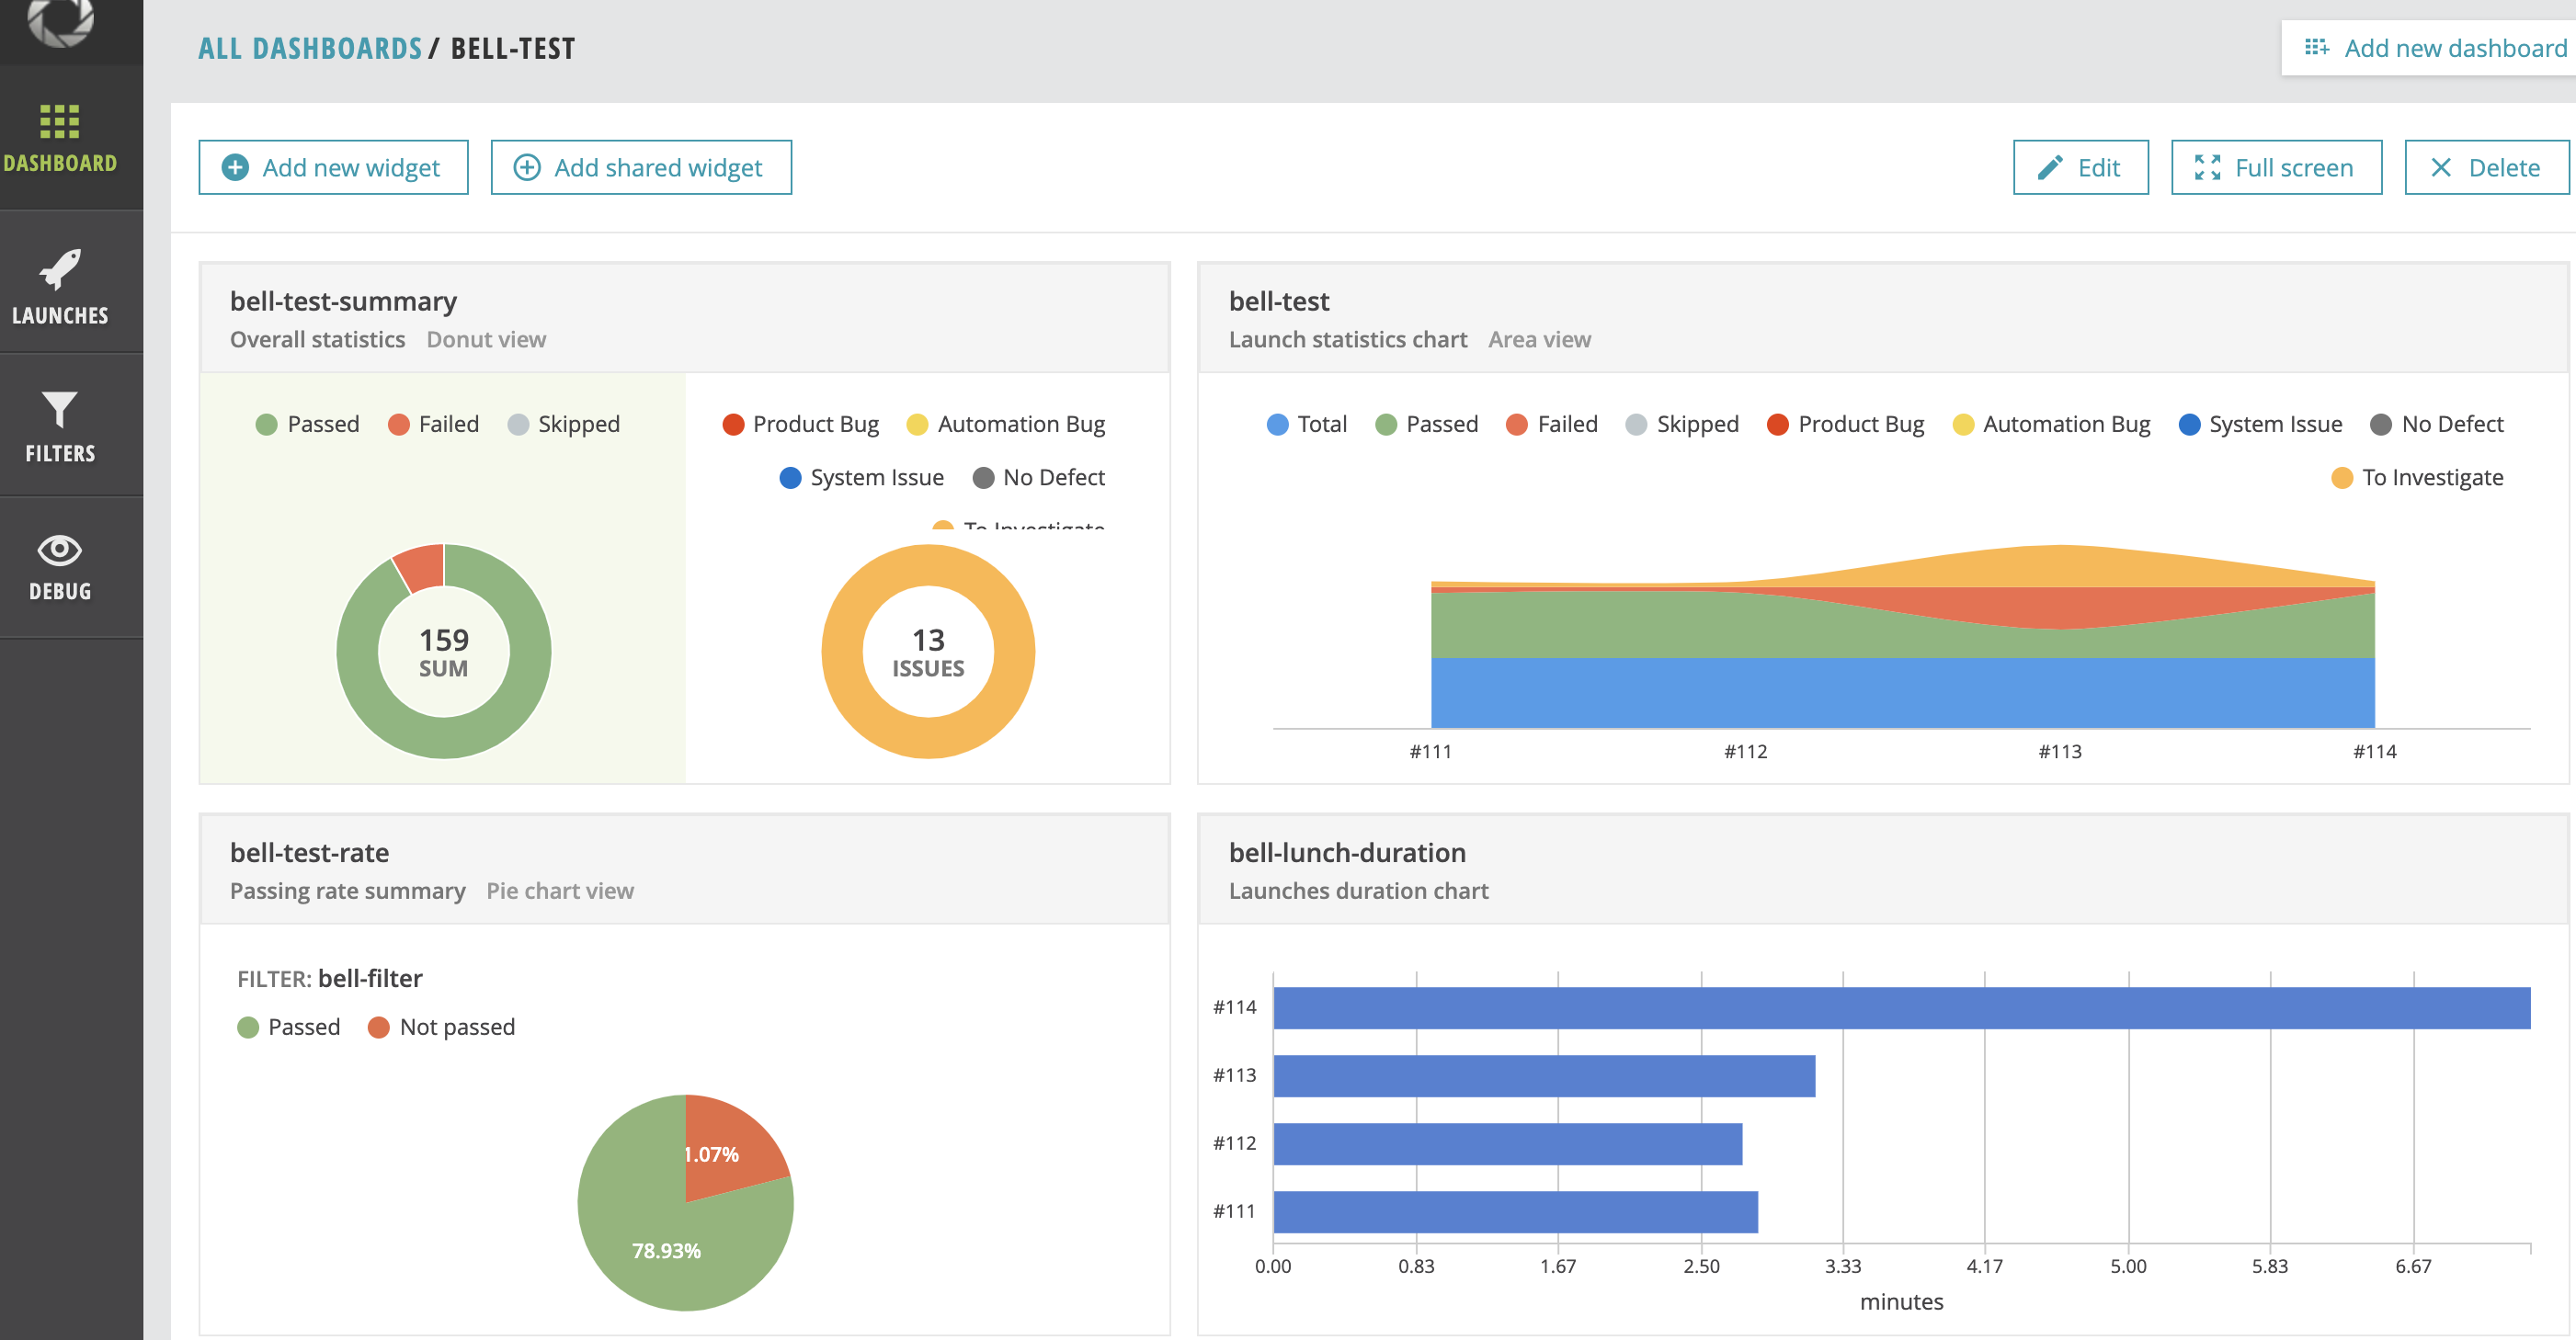 ALL DASHBOARDS / BELL-TEST
Add new dashboard
DASHBOARD
LAUNCHES
FILTERS
DEBUG
Add new widget
Add shared widget
Edit
Full screen
Delete
bell-test-summary
Overall statistics Donut view
Passed Failed Skipped
Product Bug Automation Bug
System Issue No Defect
To Investigate
159
SUM
13
ISSUES
bell-test
Launch statistics chart Area view
Total Passed Failed Skipped Product Bug Automation Bug System Issue No Defect
To Investigate
#111 #112 #113 #114
bell-test-rate
Passing rate summary Pie chart view
FILTER: bell-filter
Passed Not passed
1.07%
78.93%
bell-lunch-duration
Launches duration chart
#114
#113
#112
#111
0.00 0.83 1.67 2.50 3.33 4.17 5.00 5.83 6.67
minutes